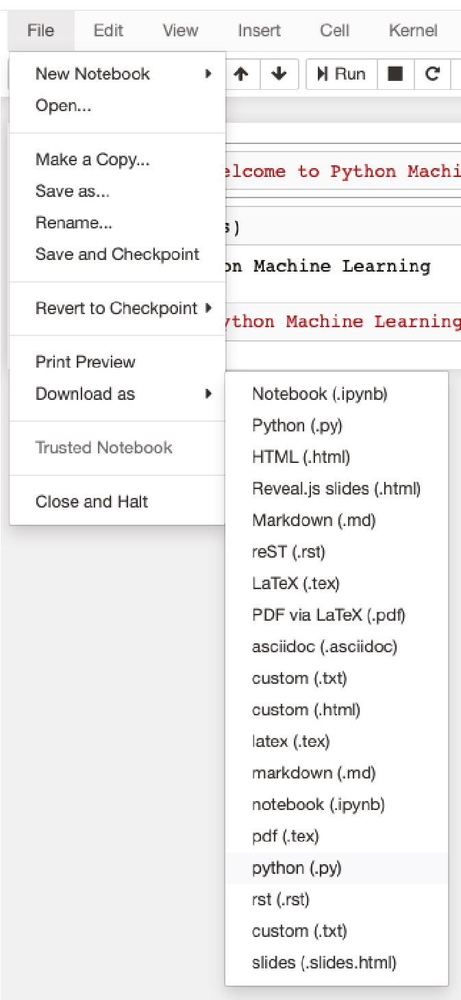 File Edit View Insert Cell Kernel
New Notebook
Run
Open...
Make a Copy...
elcome to Python Machi
Save as...
Rename...
s)
Save and Checkpoint
on Machine Learning
Revert to Checkpoint
ython Machine Learning
Print Preview
Download as
Trusted Notebook
Close and Halt
Notebook (.ipynb)
Python (.py)
HTML (.html)
Reveal.js slides (.html)
Markdown (.md)
reST (.rst)
LaTeX (.tex)
PDF via LaTeX (.pdf)
asciidoc (.asciidoc)
custom (.txt)
custom (.html)
latex (.tex)
markdown (.md)
notebook (.ipynb)
pdf (.tex)
python (.py)
rst (.rst)
custom (.txt)
slides (.slides.html)